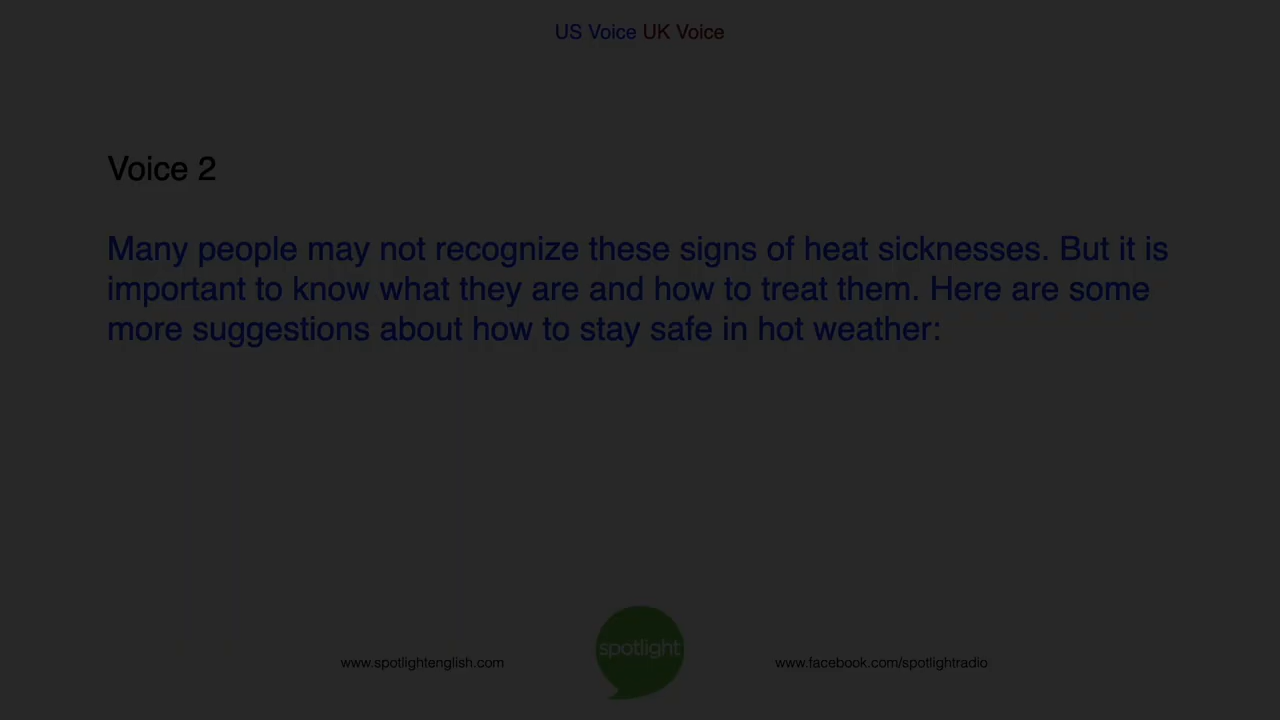 US Voice UK Voice
Voice 2
Many people may not recognize these signs of heat sicknesses. But it is
important to know what they are and how to treat them. Here are some
more suggestions about how to stay safe in hot weather:
spotlight
www.spotlightenglish.com
www.facebook.com/spotlightradio